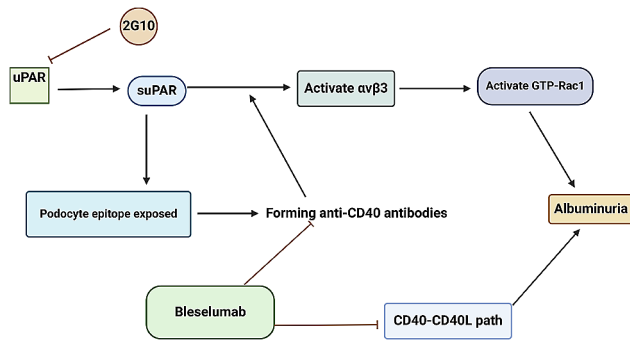 2G10
uPAR
suPAR
Activate αvβ3
Activate GTP-Rac1
Podocyte epitope exposed
Forming anti-CD40 antibodies
Albuminuria
Bleselumab
CD40-CD40L path